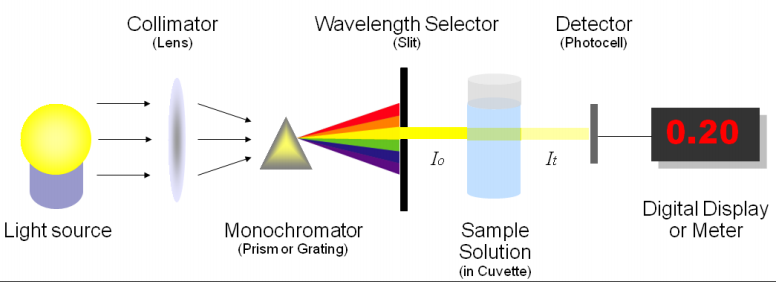 Collimator
(Lens)
Wavelength Selector
(Slit)
Detector
(Photocell)
0.20
Io
It
Light source
Monochromator
(Prism or Grating)
Sample
Solution
(in Cuvette)
Digital Display
or Meter